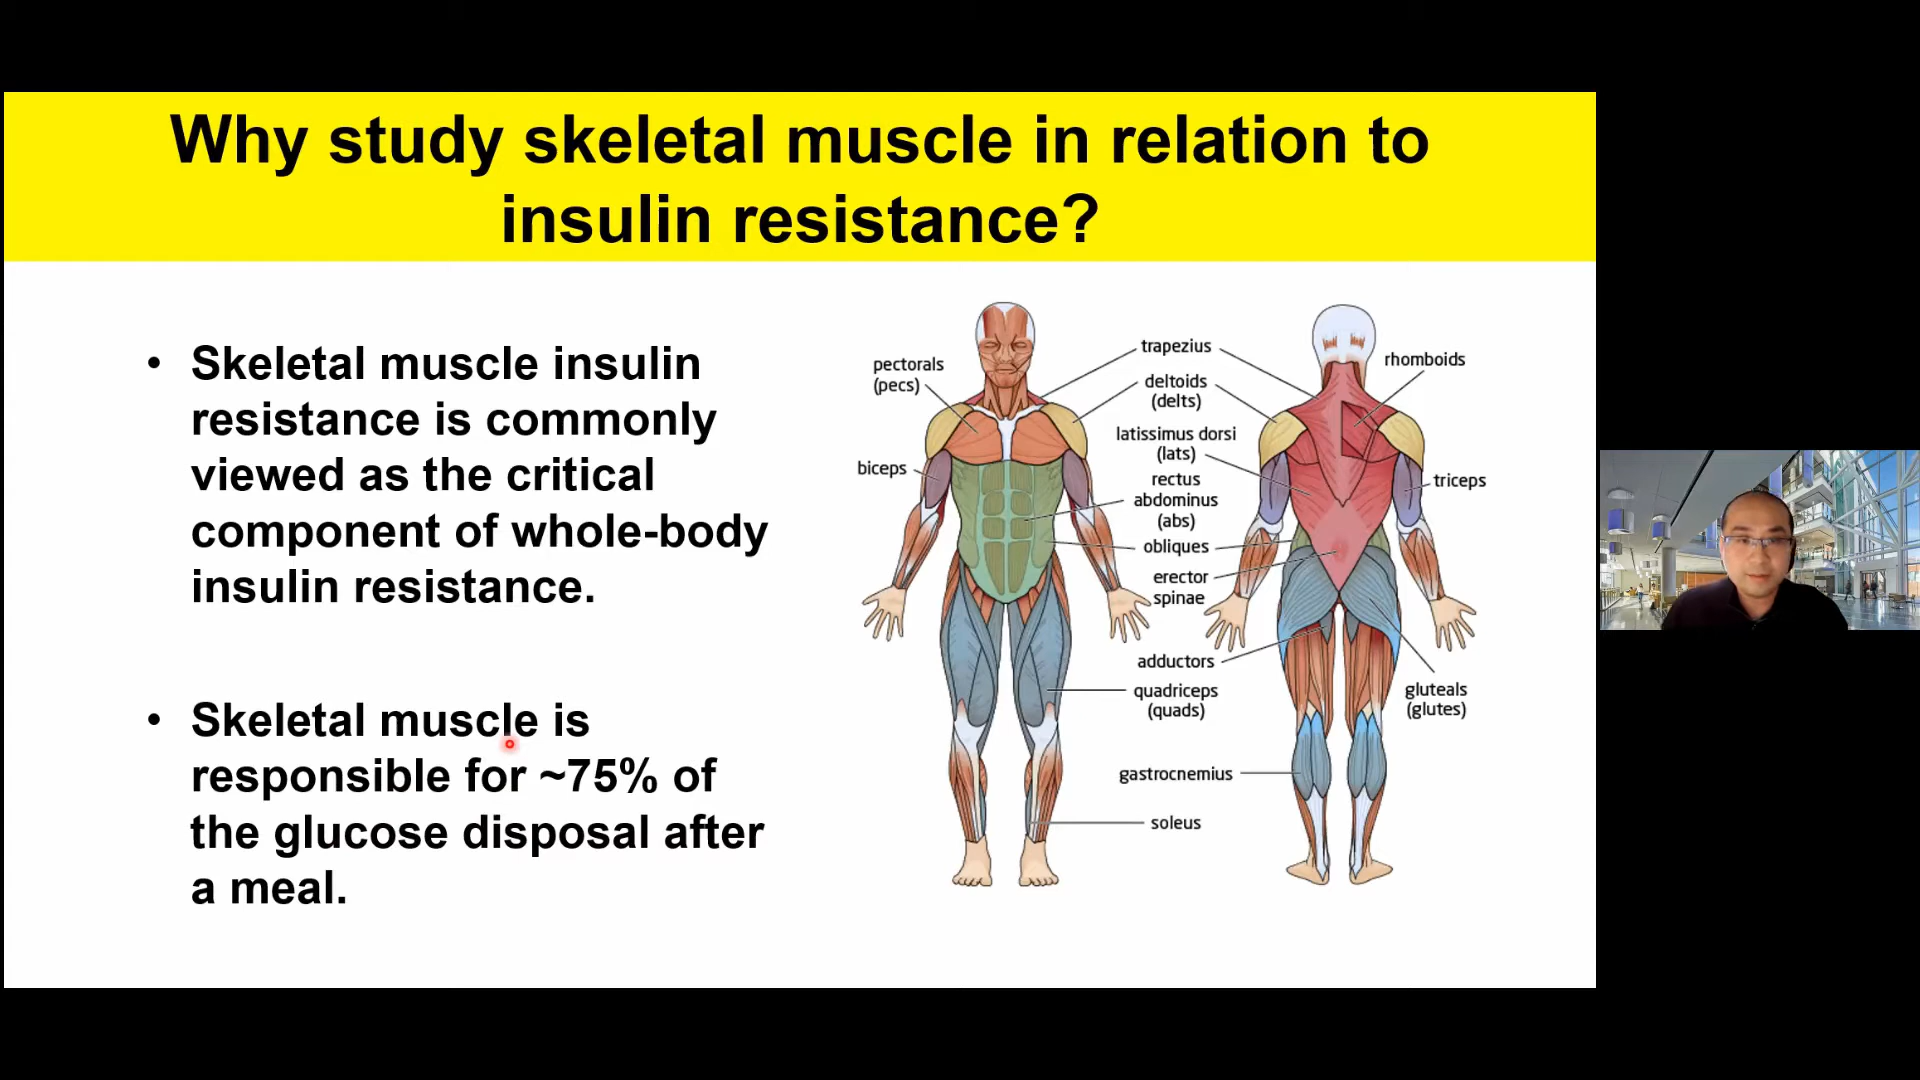 Why study skeletal muscle in relation to
insulin resistance?
• Skeletal muscle insulin
resistance is commonly
viewed as the critical
component of whole-body
insulin resistance.
• Skeletal muscle is
responsible for ~75% of
the glucose disposal after
a meal.
pectorals
(pecs)
biceps
trapezius
deltoids
(delts)
latissimus dorsi
(lats)
rectus
abdominus
(abs)
obliques
erector
spinae
adductors
quadriceps
(quads)
gastrocnemius
soleus
rhomboids
triceps
gluteals
(glutes)